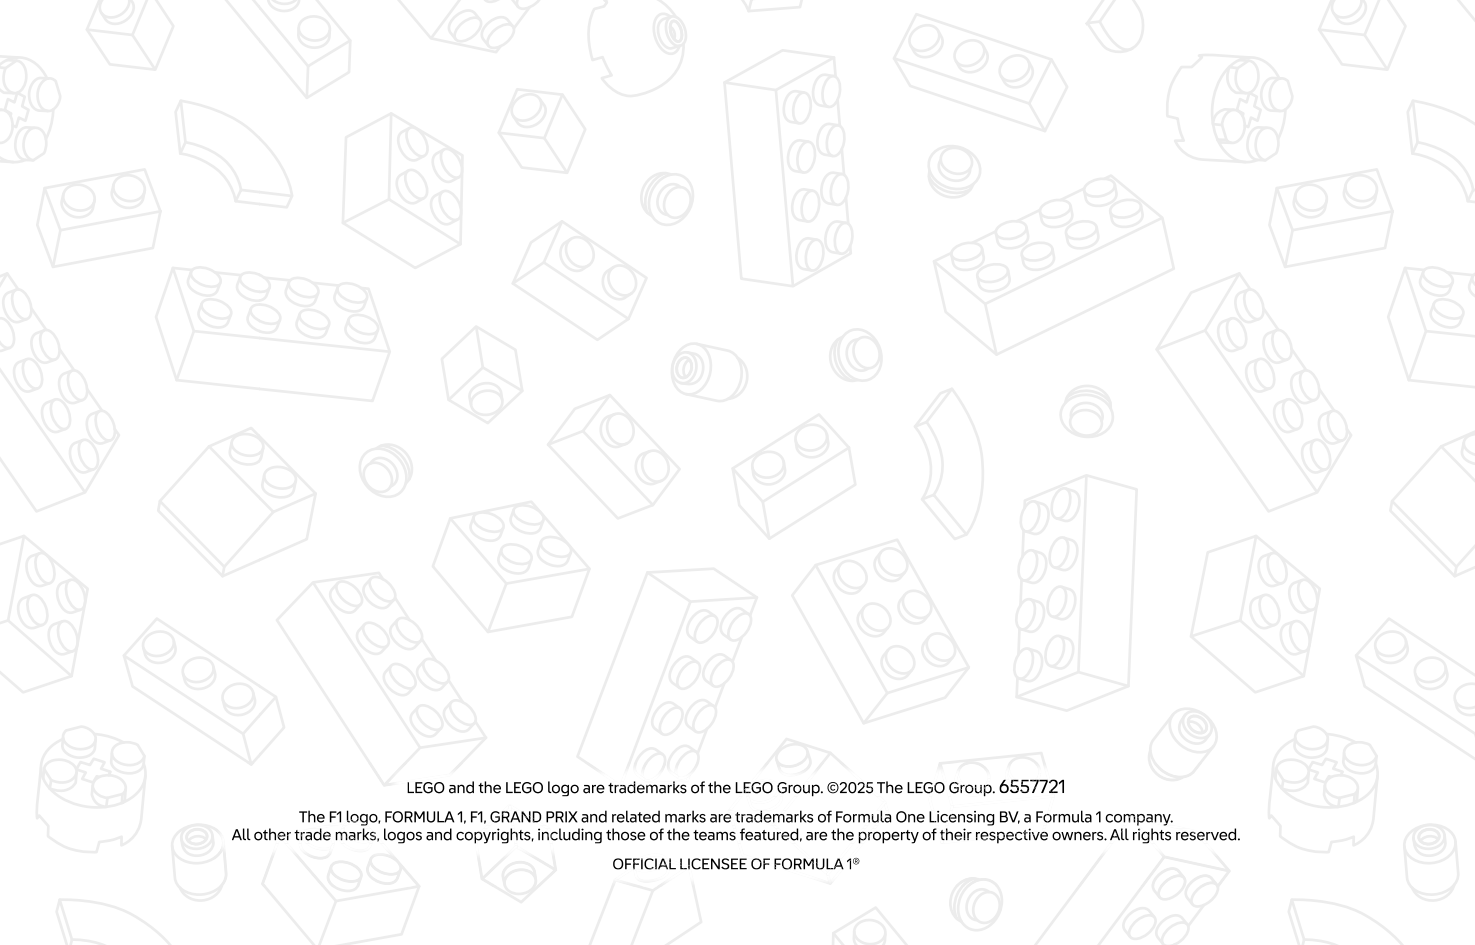 LEGO and the LEGO logo are trademarks of the LEGO Group. ©2025 The LEGO Group. 6557721
The F1 logo, FORMULA 1, F1, GRAND PRIX and related marks are trademarks of Formula One Licensing BV, a Formula 1 company.
All other trade marks, logos and copyrights, including those of the teams featured, are the property of their respective owners. All rights reserved.
OFFICIAL LICENSEE OF FORMULA 1®